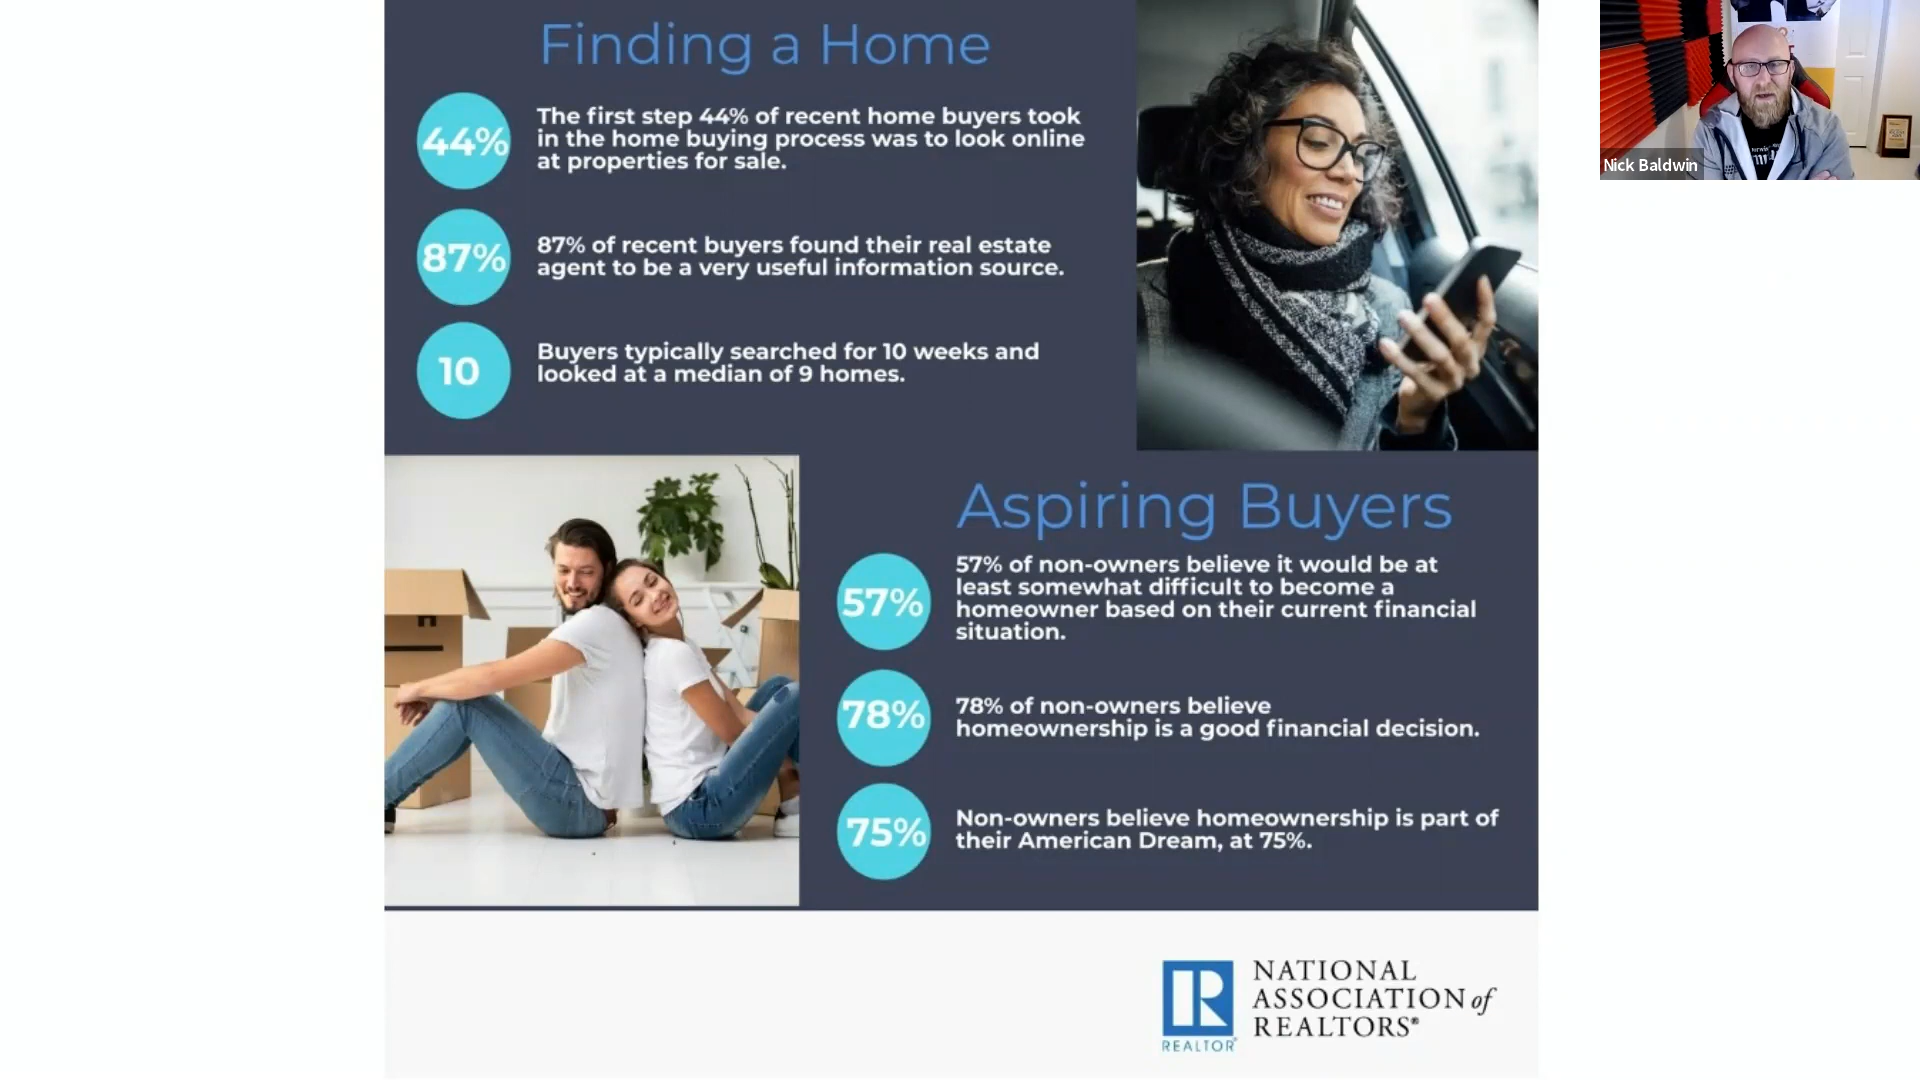 Finding a Home
44%
The first step 44% of recent home buyers took
in the home buying process was to look online
at properties for sale.
87%
87% of recent buyers found their real estate
agent to be a very useful information source.
10
Buyers typically searched for 10 weeks and
looked at a median of 9 homes.
Nick Baldwin
Aspiring Buyers
57%
57% of non-owners believe it would be at
least somewhat difficult to become a
homeowner based on their current financial
situation.
78%
78% of non-owners believe
homeownership is a good financial decision.
75%
Non-owners believe homeownership is part of
their American Dream, at 75%.
NATIONAL
ASSOCIATION of
REALTORS®
REALTOR®